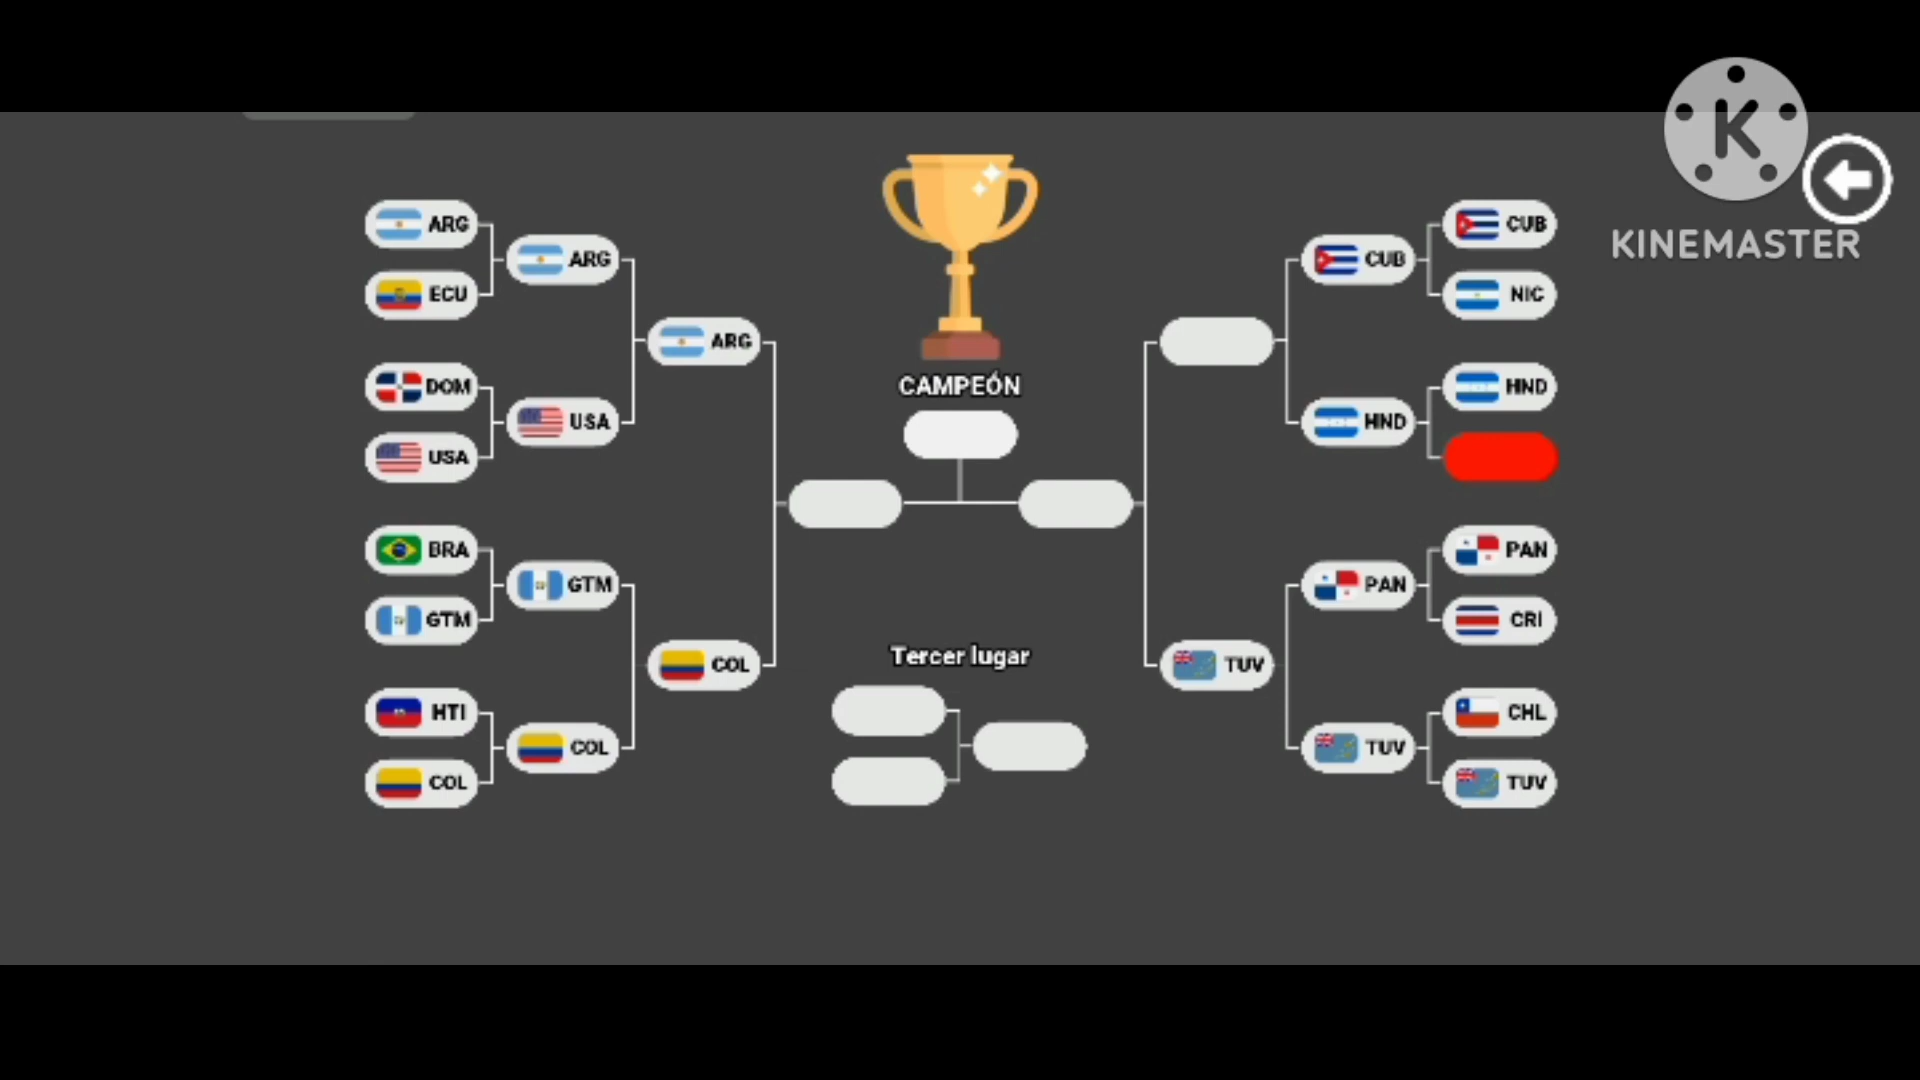 K
KINEMASTER
ARG
ECU
DOM
USA
BRA
GTM
HTI
COL
ARG
USA
GTM
COL
ARG
COL
CAMPEÓN
Tercer lugar
TUV
CUB
HND
PAN
TUV
CUB
NIC
HND
PAN
CRI
CHL
TUV